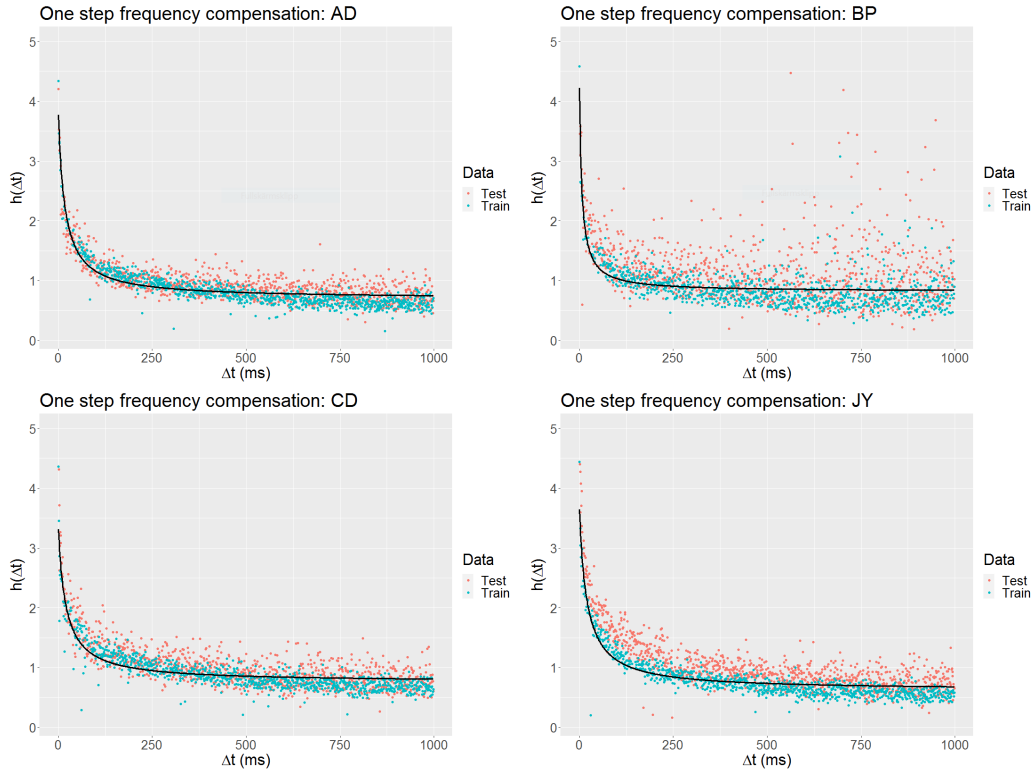 One step frequency compensation: AD
5
4
3
2
1
0
h(Δt)
0
250
500
750
1000
Δt (ms)
Data
Test
Train
One step frequency compensation: BP
5
4
3
2
1
0
h(Δt)
0
250
500
750
1000
Δt (ms)
Data
Test
Train
One step frequency compensation: CD
5
4
3
2
1
0
h(Δt)
0
250
500
750
1000
Δt (ms)
Data
Test
Train
One step frequency compensation: JY
5
4
3
2
1
0
h(Δt)
0
250
500
750
1000
Δt (ms)
Data
Test
Train